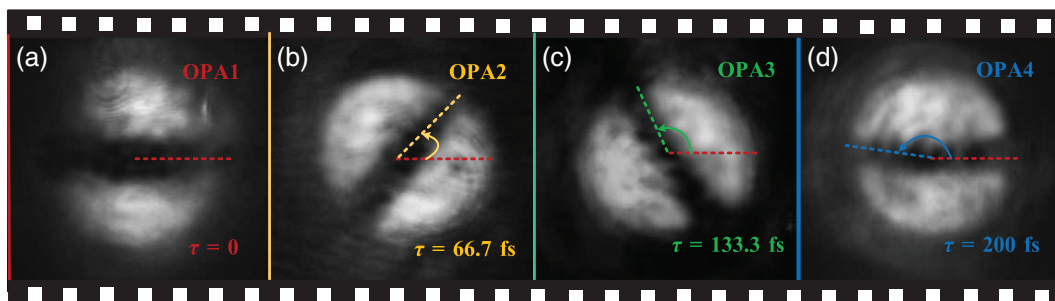 (a) OPA1
τ = 0
(b) OPA2
τ = 66.7 fs
(c) OPA3
τ = 133.3 fs
(d) OPA4
τ = 200 fs